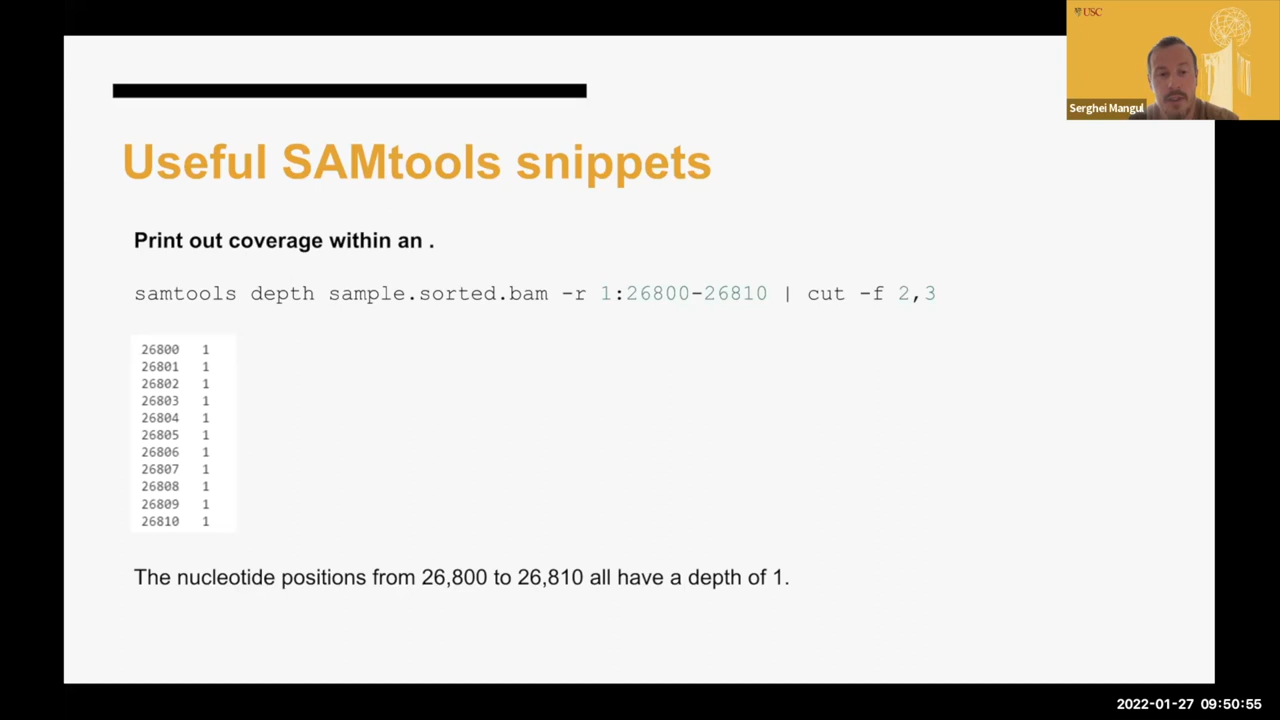 USC
Serghei Mangul
Useful SAMtools snippets
Print out coverage within an .
samtools depth sample.sorted.bam -r 1:26800-26810 | cut -f 2,3
26800 1
26801 1
26802 1
26803 1
26804 1
26805 1
26806 1
26807 1
26808 1
26809 1
26810 1
The nucleotide positions from 26,800 to 26,810 all have a depth of 1.
2022-01-27 09:50:55